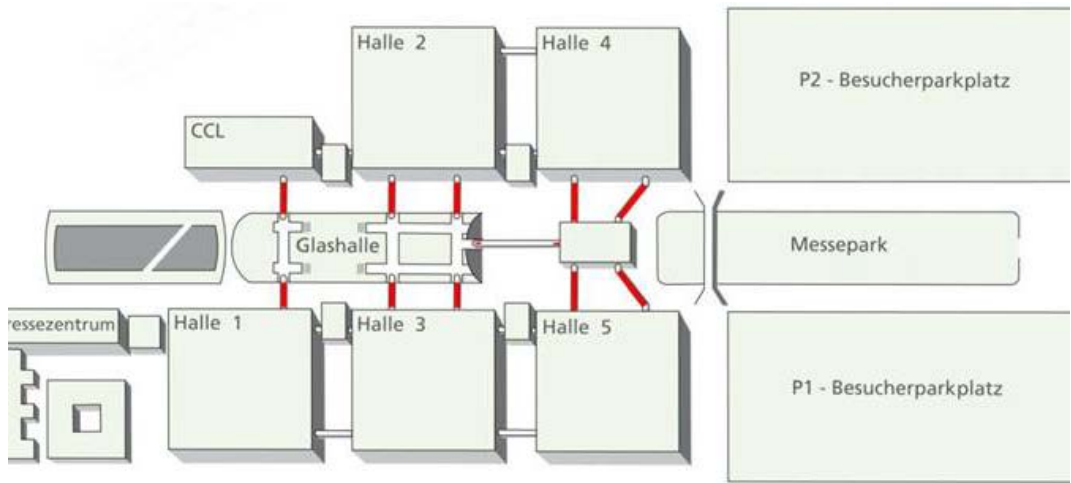 Halle 2
Halle 4
P2 - Besucherparkplatz
CCL
Glashalle
Messepark
ressezentrum
Halle 1
Halle 3
Halle 5
P1 - Besucherparkplatz